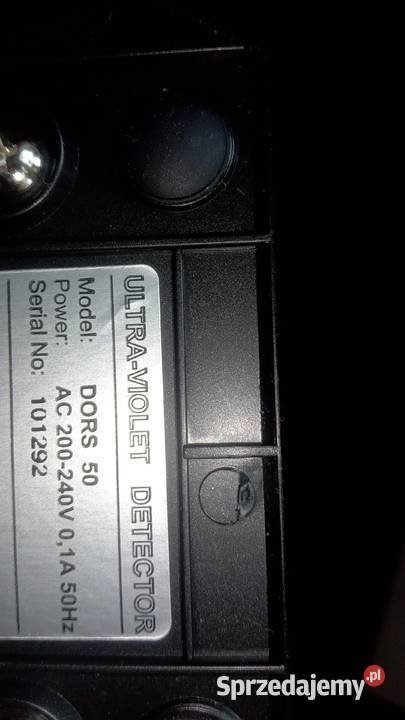 ULTRA-VIOLET DETECTOR
Model: DORS 50
Power: AC 200-240V 0,1A 50Hz
Serial No: 101292
Sprzedajemy.pl